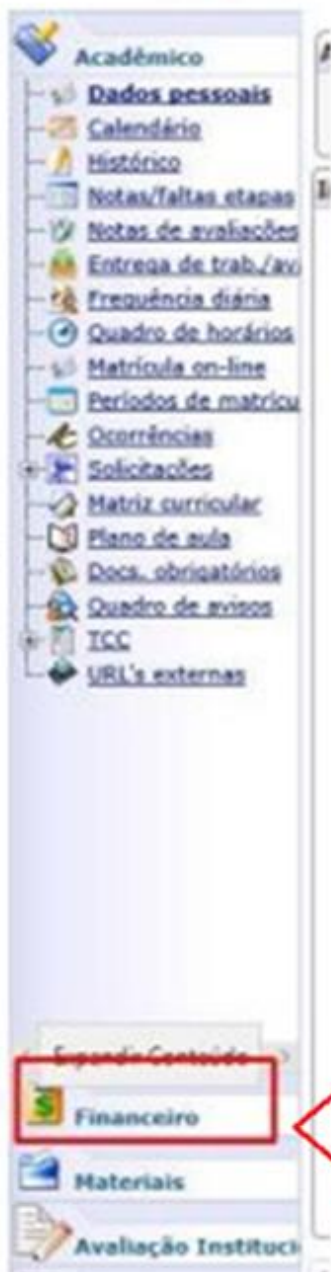 Acadêmico
Dados pessoais
Calendário
Histórico
Notas/faltas etapas
Notas de avaliações
Entrega de trab./av
Frequência diária
Quadro de horários
Matrícula on-line
Períodos de matrícu
Ocorrências
Solicitações
Matriz curricular
Plano de aula
Docs. obrigatórios
Quadro de avisos
TCC
URL's externas
Expandir Conteúdo
Financeiro
Materiais
Avaliação Instituci